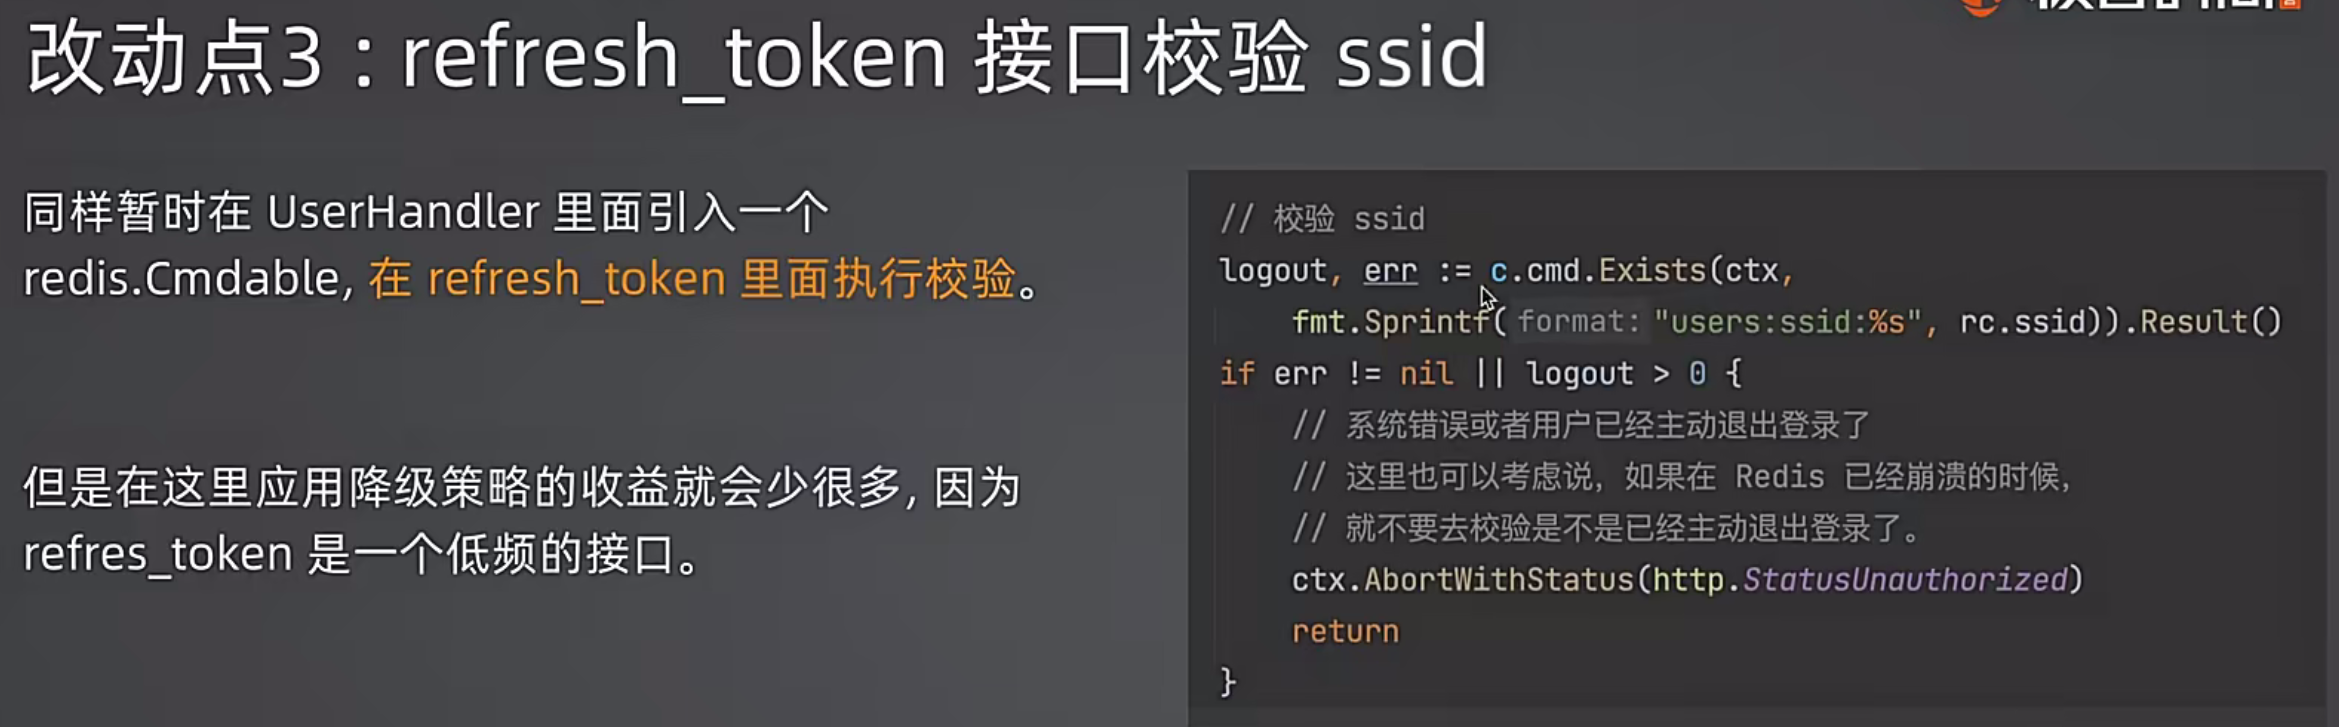 改动点3：refresh_token 接口校验 ssid
同样暂时在 UserHandler 里面引入一个
redis.Cmdable, 在 refresh_token 里面执行校验。
但是在这里应用降级策略的收益就会少很多, 因为
refres_token 是一个低频的接口。
// 校验 ssid
logout, err := c.cmd.Exists(ctx,
fmt.Sprintf( format: "users:ssid:%s", rc.ssid)).Result()
if err != nil || logout > 0 {
// 系统错误或者用户已经主动退出登录了
// 这里也可以考虑说，如果在 Redis 已经崩溃的时候，
// 就不要去校验是不是已经主动退出登录了。
ctx.AbortWithStatus(http.StatusUnauthorized)
return
}